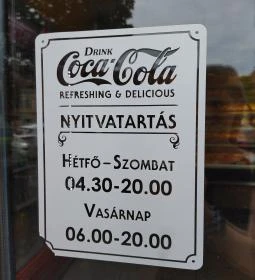 DRINK
Coca-Cola
REFRESHING & DELICIOUS
NYITVATARTÁS
HÉTFŐ-SZOMBAT
04.30-20.00
VASÁRNAP
06.00-20.00